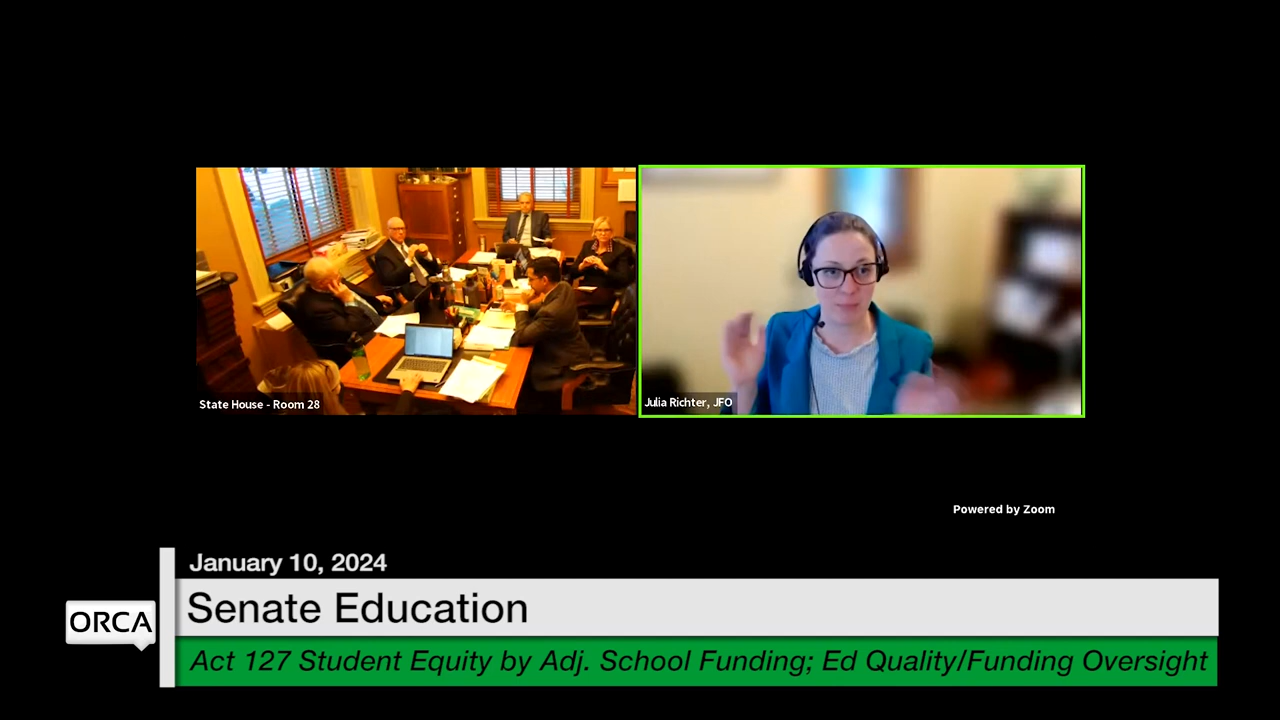 State House - Room 28
Julia Richter, JFO
Powered by Zoom
January 10, 2024
Senate Education
ORCA
Act 127 Student Equity by Adj. School Funding; Ed Quality/Funding Oversight